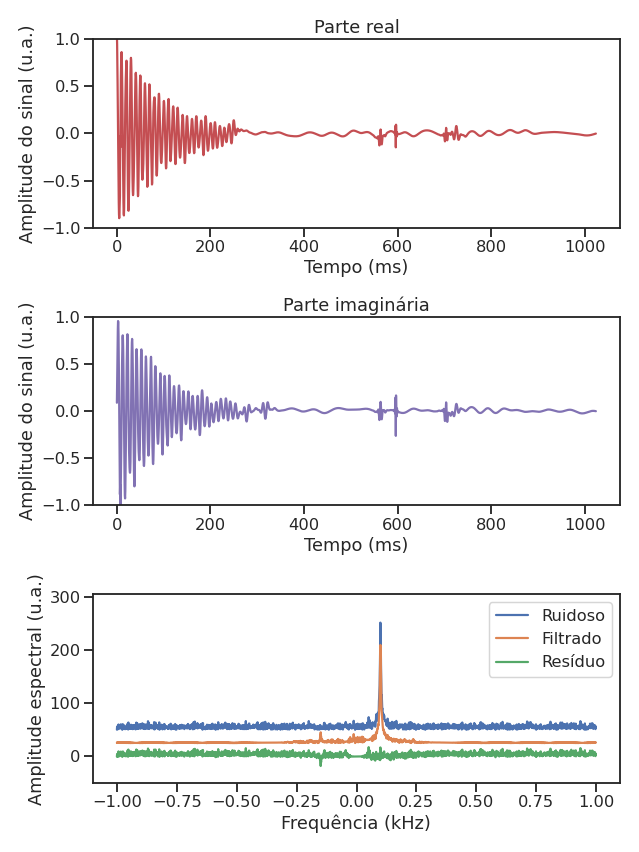 Parte real
Amplitude do sinal (u.a.)
1.0
0.5
0.0
−0.5
−1.0
0 200 400 600 800 1000
Tempo (ms)
Parte imaginária
Amplitude do sinal (u.a.)
1.0
0.5
0.0
−0.5
−1.0
0 200 400 600 800 1000
Tempo (ms)
Amplitude espectral (u.a.)
300
200
100
0
Ruidoso
Filtrado
Resíduo
−1.00 −0.75 −0.50 −0.25 0.00 0.25 0.50 0.75 1.00
Frequência (kHz)